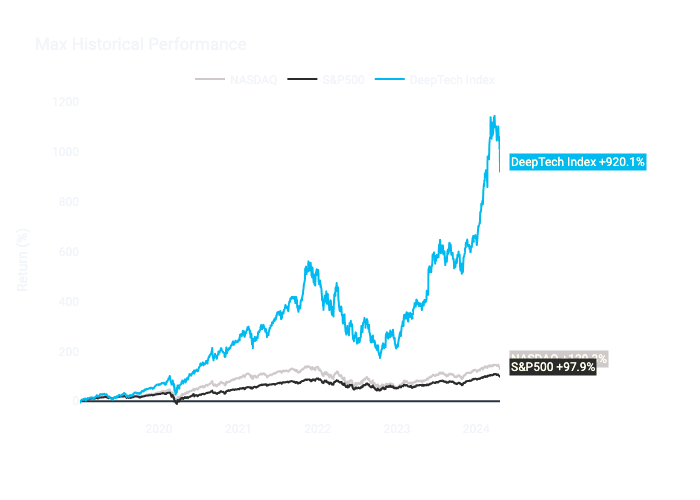 Max Historical Performance
NASDAQ S&P500 DeepTech Index
1200
1000
800
600
400
200
0
Return (%)
2020 2021 2022 2023 2024
DeepTech Index +920.1%
NASDAQ
S&P500 +97.9%